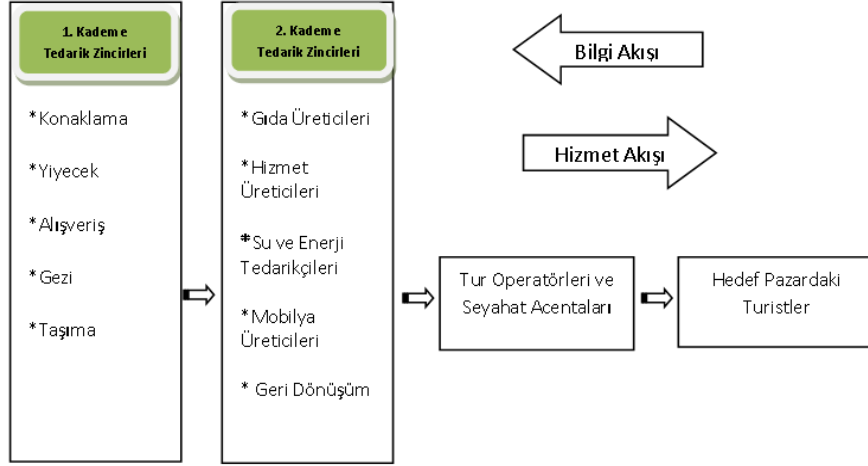 1. Kademe
Tedarik Zincirleri
*Konaklama
*Yiyecek
*Alışveriş
*Gezi
*Taşıma
2. Kademe
Tedarik Zincirleri
*Gıda Üreticileri
*Hizmet
Üreticileri
*Su ve Enerji
Tedarikçileri
*Mobilya
Üreticileri
* Geri Dönüşüm
Bilgi Akışı
Hizmet Akışı
Tur Operatörleri ve
Seyahat Acentaları
Hedef Pazardaki
Turistler